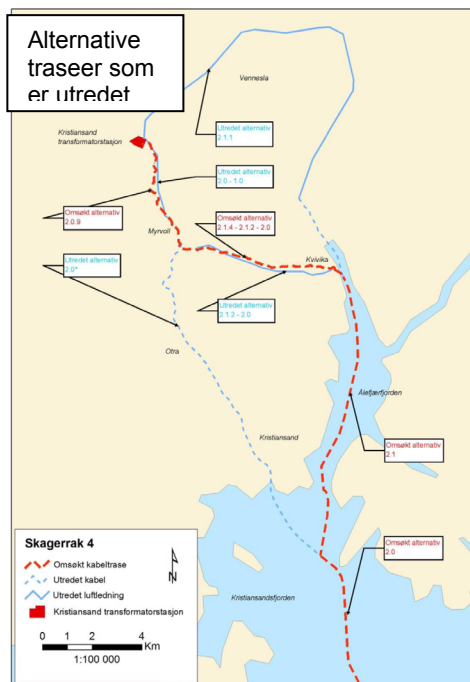 Alternative
traseer som
er utredet
Vennesla
Kristiansand
transformatorstasjon
Utredet alternativ
2.1.1
Utredet alternativ
2.0 - 1.0
Omsøkt alternativ
2.0.9
Omsøkt alternativ
2.1.4 - 2.1.2 - 2.0
Myrvoll
Kvivika
Utredet alternativ
2.0*
Utredet alternativ
2.1.2 - 2.0
Otra
Ålefjærfjorden
Kristiansand
Omsøkt alternativ
2.1
Omsøkt alternativ
2.0
Kristiansandsfjorden
Skagerrak 4
Omsøkt kabeltrase
Utredet kabel
Utredet luftledning
Kristiansand transformatorstasjon
N
0 1 2 4
Km
1:100 000